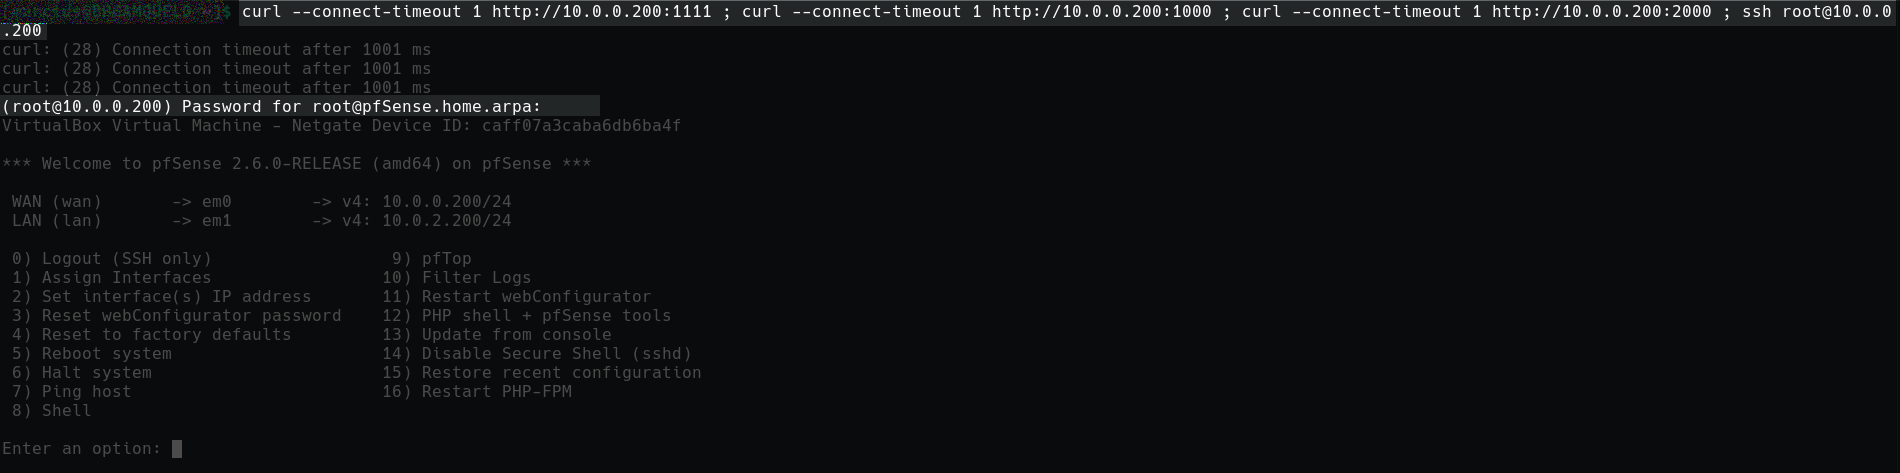 $ curl --connect-timeout 1 http://10.0.0.200:1111 ; curl --connect-timeout 1 http://10.0.0.200:1000 ; curl --connect-timeout 1 http://10.0.0.200:2000 ; ssh root@10.0.0
.200
curl: (28) Connection timeout after 1001 ms
curl: (28) Connection timeout after 1001 ms
curl: (28) Connection timeout after 1001 ms
(root@10.0.0.200) Password for root@pfSense.home.arpa:
VirtualBox Virtual Machine - Netgate Device ID: caff07a3caba6db6ba4f

*** Welcome to pfSense 2.6.0-RELEASE (amd64) on pfSense ***

 WAN (wan)       -> em0        -> v4: 10.0.0.200/24
 LAN (lan)       -> em1        -> v4: 10.0.2.200/24

 0) Logout (SSH only)                  9) pfTop
 1) Assign Interfaces                 10) Filter Logs
 2) Set interface(s) IP address       11) Restart webConfigurator
 3) Reset webConfigurator password    12) PHP shell + pfSense tools
 4) Reset to factory defaults         13) Update from console
 5) Reboot system                     14) Disable Secure Shell (sshd)
 6) Halt system                       15) Restore recent configuration
 7) Ping host                         16) Restart PHP-FPM
 8) Shell

Enter an option: